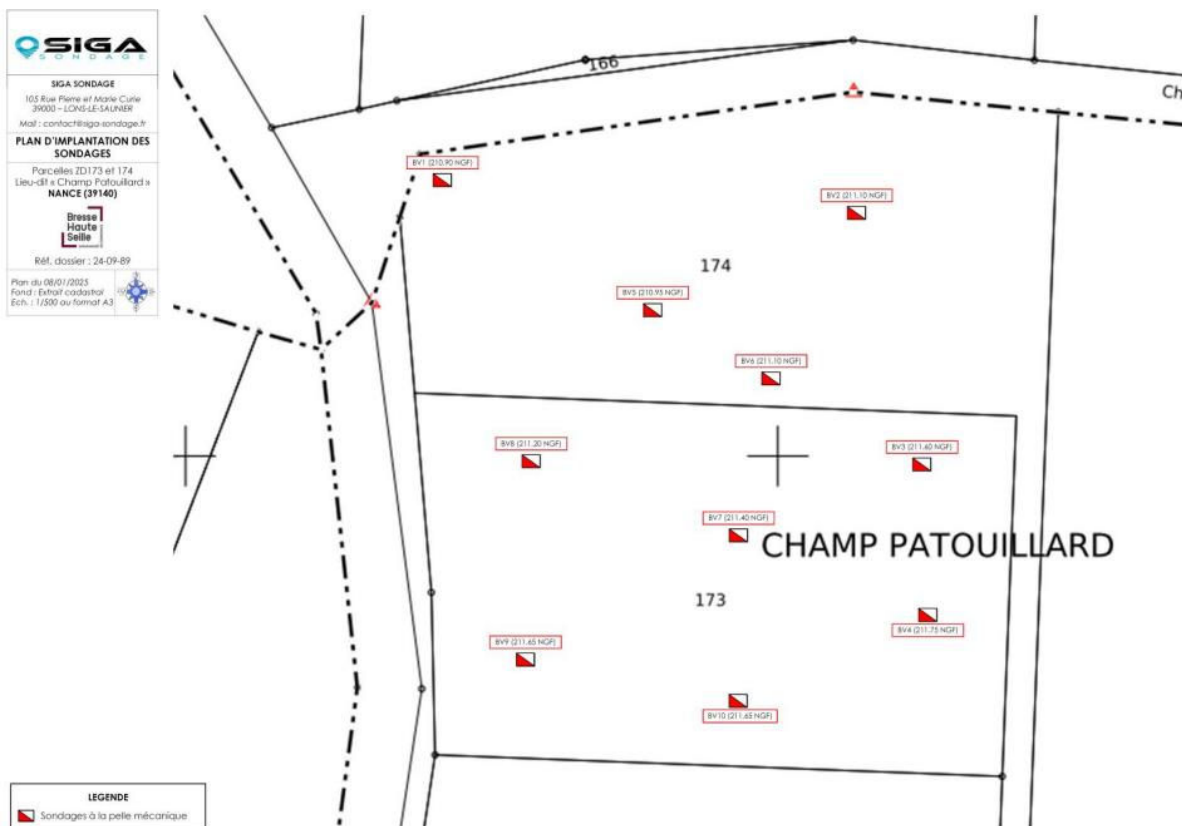 SIGA
SONDAGE
SIGA SONDAGE
105 Rue Pierre et Marie Curie
39000 – LONS-LE-SAUNIER
Mail : contact@siga-sondage.fr
PLAN D'IMPLANTATION DES
SONDAGES
Parcelles ZD173 et 174
Lieu-dit « Champ Patouillard »
NANCE (39140)
Bresse
Haute
Seille
Réf. dossier : 24-09-89
Plan du 08/01/2025
Fond : Extrait cadastral
Ech. : 1/500 au format A3
166
Ch
BV1 (210.90 NGF)
BV2 (211.10 NGF)
174
BV5 (210.95 NGF)
BV6 (211.10 NGF)
BV8 (211.20 NGF)
BV3 (211.60 NGF)
BV7 (211.40 NGF)
CHAMP PATOUILLARD
173
BV4 (211.75 NGF)
BV9 (211.65 NGF)
BV10 (211.65 NGF)
LEGENDE
Sondages à la pelle mécanique